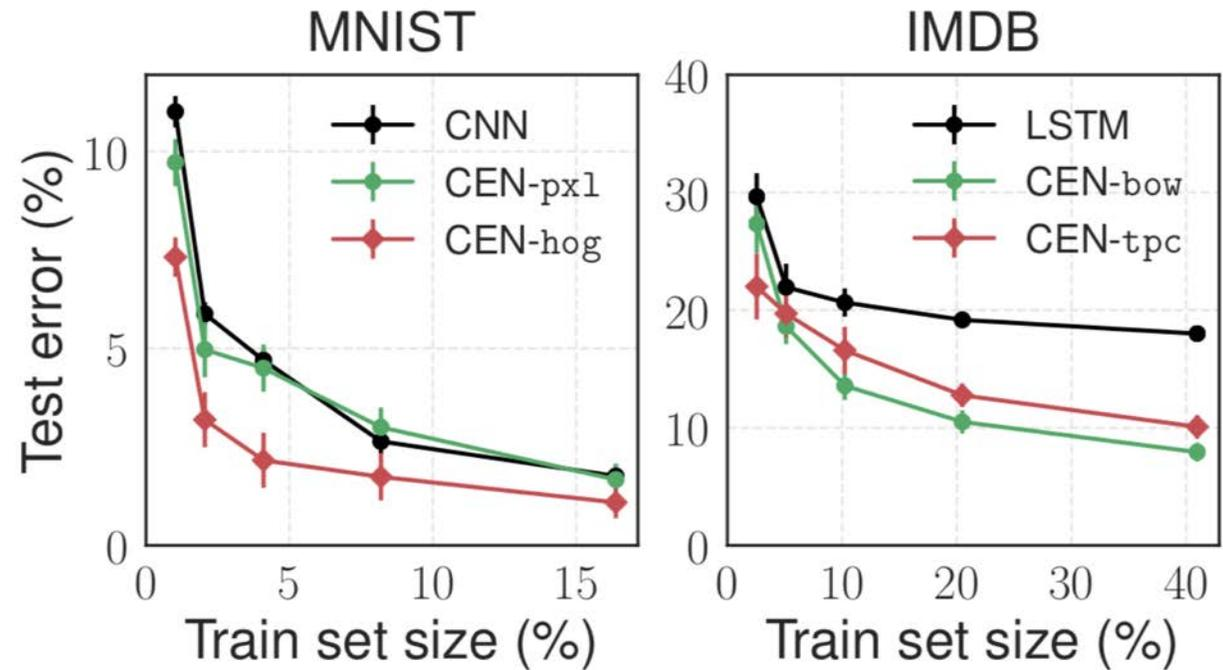 MNIST
Test error (%)
10
5
0
CNN
CEN-pxl
CEN-hog
0 5 10 15
Train set size (%)
IMDB
40
30
20
10
0
LSTM
CEN-bow
CEN-tpc
0 10 20 30 40
Train set size (%)